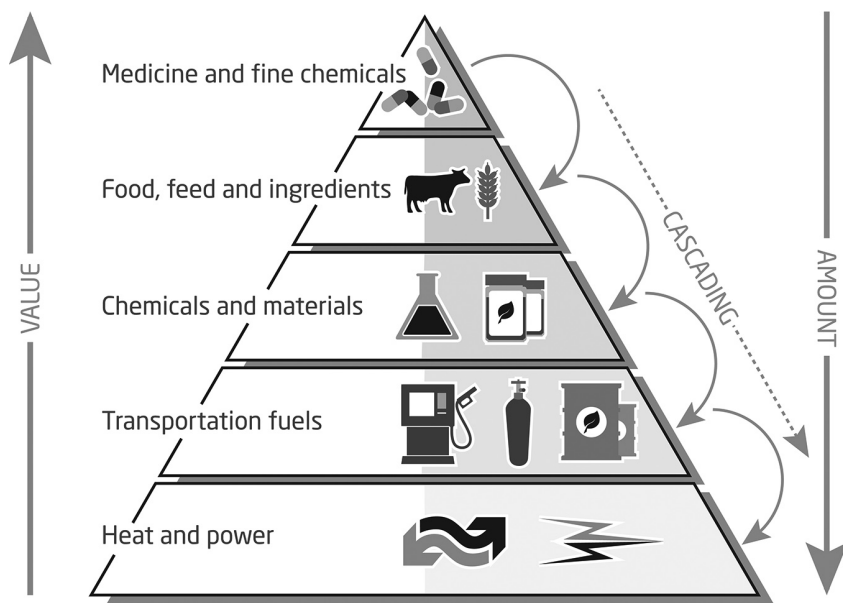 Medicine and fine chemicals
Food, feed and ingredients
Chemicals and materials
Transportation fuels
Heat and power
VALUE
CASCADING
AMOUNT